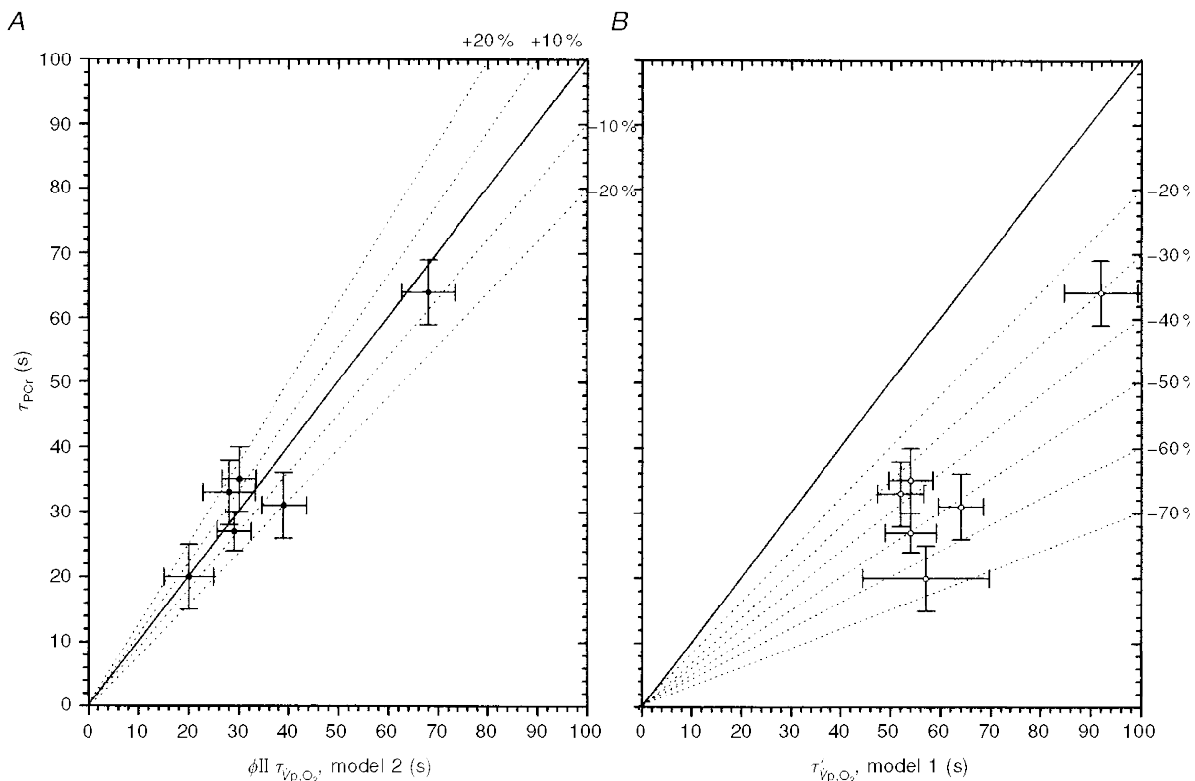 A
B
+20% +10%
100
90
80
70
60
50
40
30
20
10
0
τPCr (s)
-10%
-20%
0 10 20 30 40 50 60 70 80 90 100
ϕII τV̇p,O₂, model 2 (s)
-20%
-30%
-40%
-50%
-60%
-70%
0 10 20 30 40 50 60 70 80 90 100
τ′V̇p,O₂, model 1 (s)